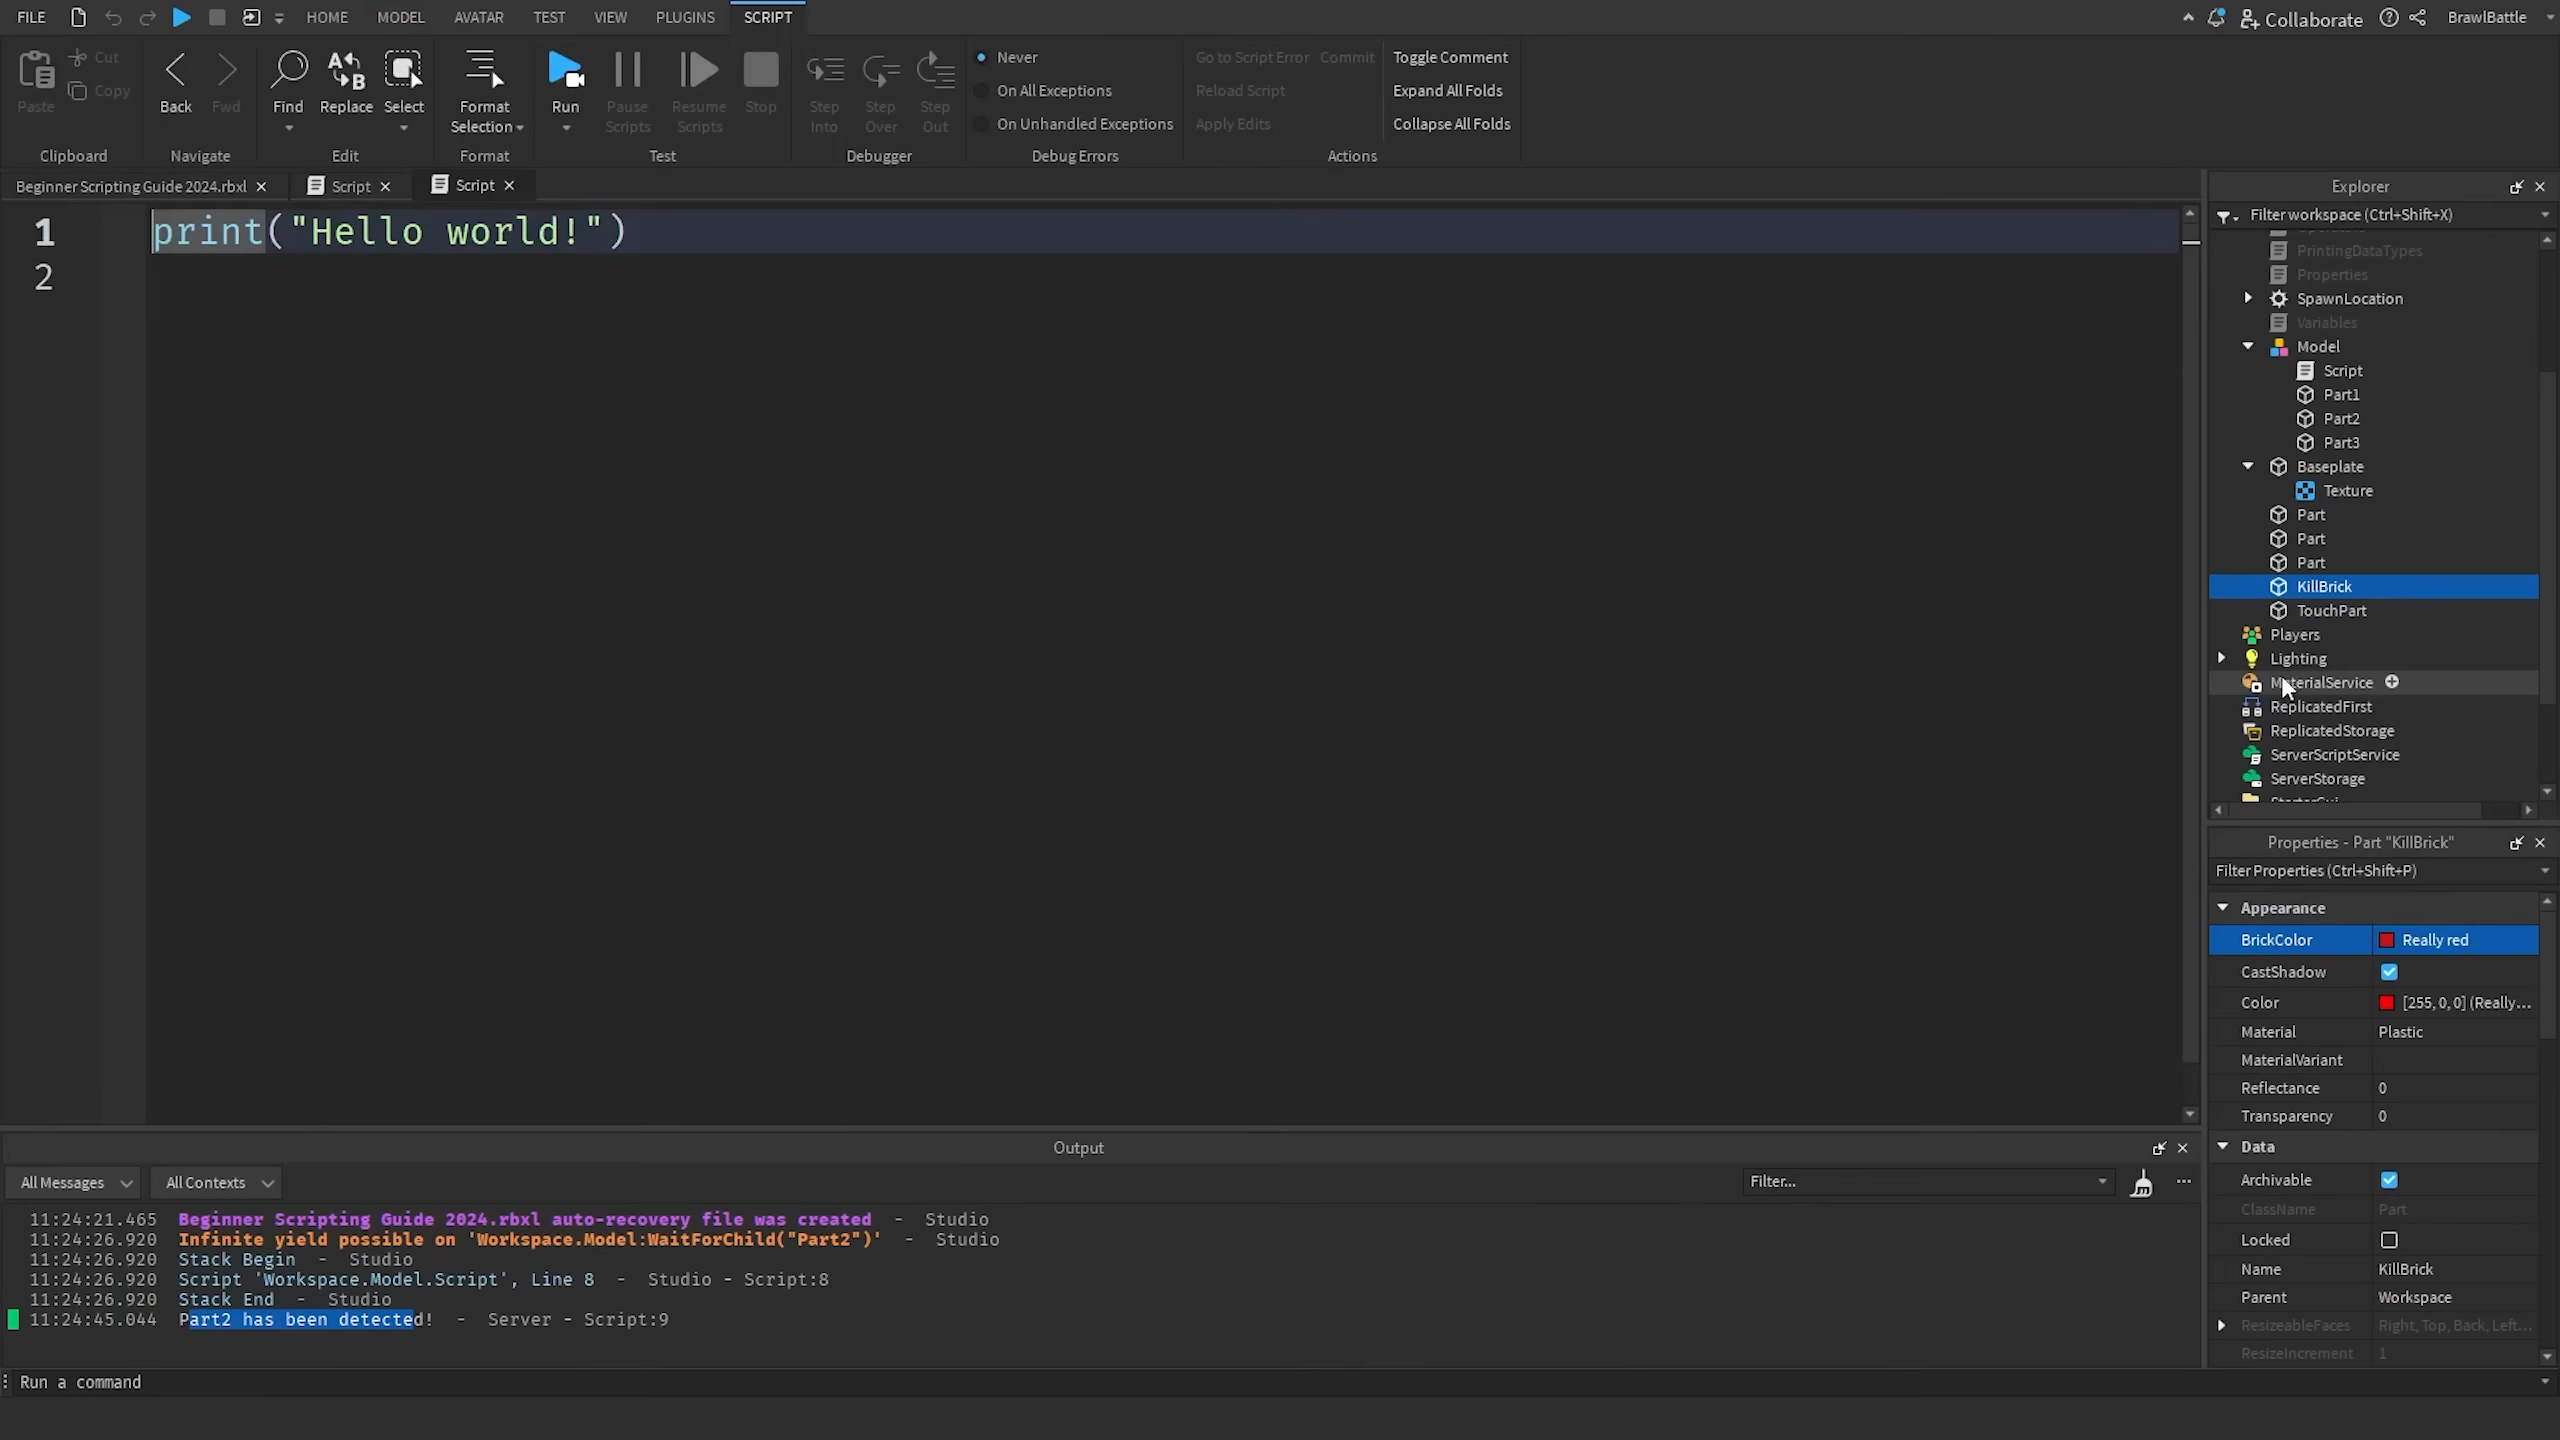 FILE HOME MODEL AVATAR TEST VIEW PLUGINS SCRIPT Collaborate BrawlBattle
Paste Cut Copy
Clipboard
Back Fwd
Navigate
Find Replace Select
Edit
Format Selection
Format
Run Pause Scripts Resume Scripts Stop
Test
Step Into Step Over Step Out
Debugger
Never
On All Exceptions
On Unhandled Exceptions
Debug Errors
Go to Script Error Commit
Reload Script
Apply Edits
Toggle Comment
Expand All Folds
Collapse All Folds
Actions
Beginner Scripting Guide 2024.rbxl Script Script
1 print("Hello world!")
2
Explorer
Filter workspace (Ctrl+Shift+X)
PrintingDataTypes
Properties
SpawnLocation
Variables
Model
Script
Part1
Part2
Part3
Baseplate
Texture
Part
Part
Part
KillBrick
TouchPart
Players
Lighting
MaterialService
ReplicatedFirst
ReplicatedStorage
ServerScriptService
ServerStorage
Properties - Part "KillBrick"
Filter Properties (Ctrl+Shift+P)
Appearance
BrickColor Really red
CastShadow
Color [255, 0, 0] (Really...
Material Plastic
MaterialVariant
Reflectance 0
Transparency 0
Data
Archivable
ClassName Part
Locked
Name KillBrick
Parent Workspace
ResizeableFaces Right, Top, Back, Left...
ResizeIncrement 1
Output
All Messages All Contexts Filter...
11:24:21.465 Beginner Scripting Guide 2024.rbxl auto-recovery file was created - Studio
11:24:26.920 Infinite yield possible on 'Workspace.Model:WaitForChild("Part2")' - Studio
11:24:26.920 Stack Begin - Studio
11:24:26.920 Script 'Workspace.Model.Script', Line 8 - Studio - Script:8
11:24:26.920 Stack End - Studio
11:24:45.044 Part2 has been detected! - Server - Script:9
Run a command